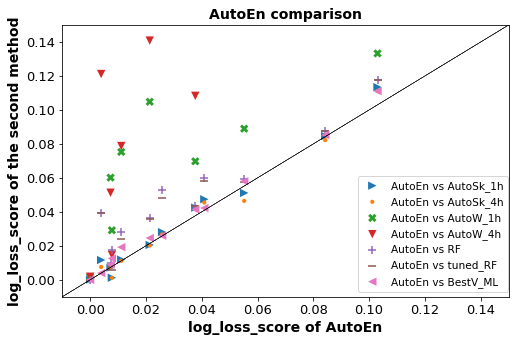 AutoEn comparison
log_loss_score of the second method
0.14
0.12
0.10
0.08
0.06
0.04
0.02
0.00
AutoEn vs AutoSk_1h
AutoEn vs AutoSk_4h
AutoEn vs AutoW_1h
AutoEn vs AutoW_4h
AutoEn vs RF
AutoEn vs tuned_RF
AutoEn vs BestV_ML
0.00 0.02 0.04 0.06 0.08 0.10 0.12 0.14
log_loss_score of AutoEn